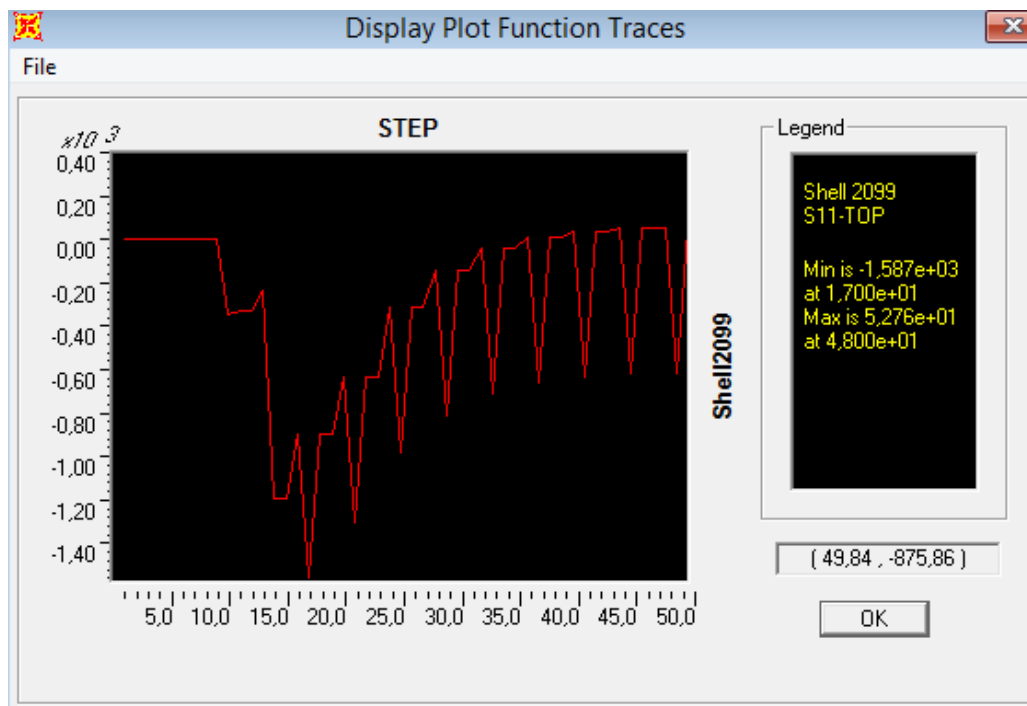 Display Plot Function Traces
File
STEP
x10 3
0,40
0,20
0,00
-0,20
-0,40
-0,60
-0,80
-1,00
-1,20
-1,40
5,0 10,0 15,0 20,0 25,0 30,0 35,0 40,0 45,0 50,0
Shell2099
Legend
Shell 2099
S11-TOP
Min is -1,587e+03
at 1,700e+01
Max is 5,276e+01
at 4,800e+01
( 49,84 , -875,86 )
OK